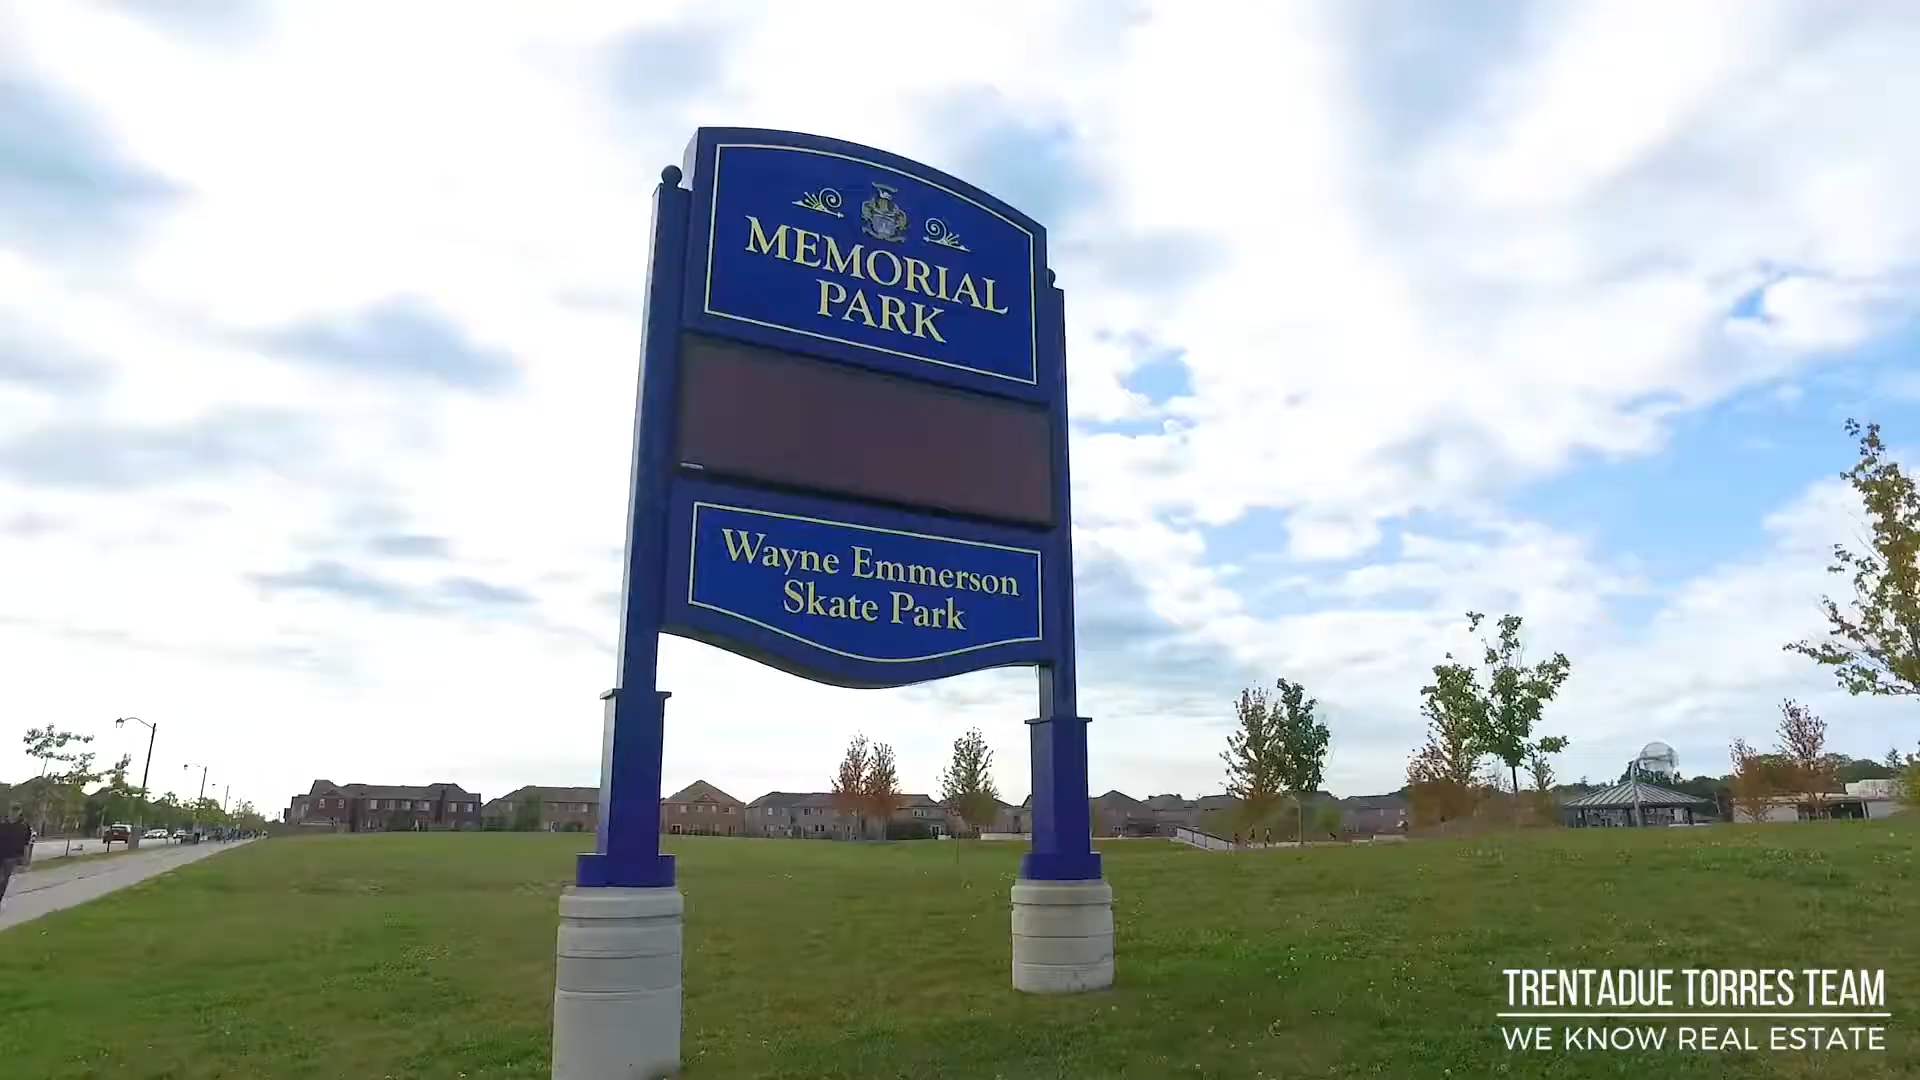 MEMORIAL
PARK
Wayne Emmerson
Skate Park
TRENTADUE TORRES TEAM
WE KNOW REAL ESTATE